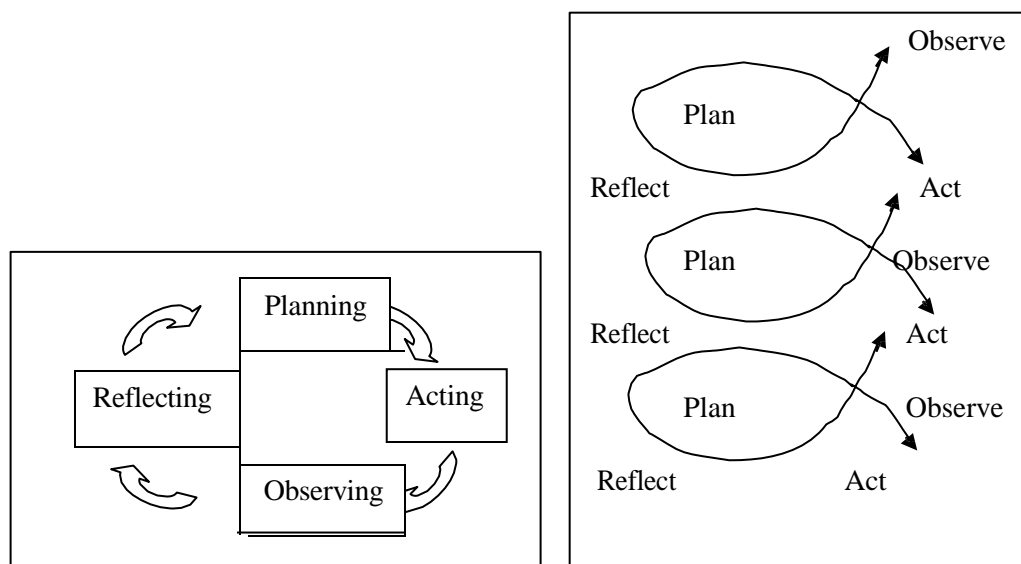 Planning
Reflecting
Acting
Observing
Observe
Plan
Reflect
Act
Plan
Observe
Reflect
Act
Plan
Observe
Reflect
Act